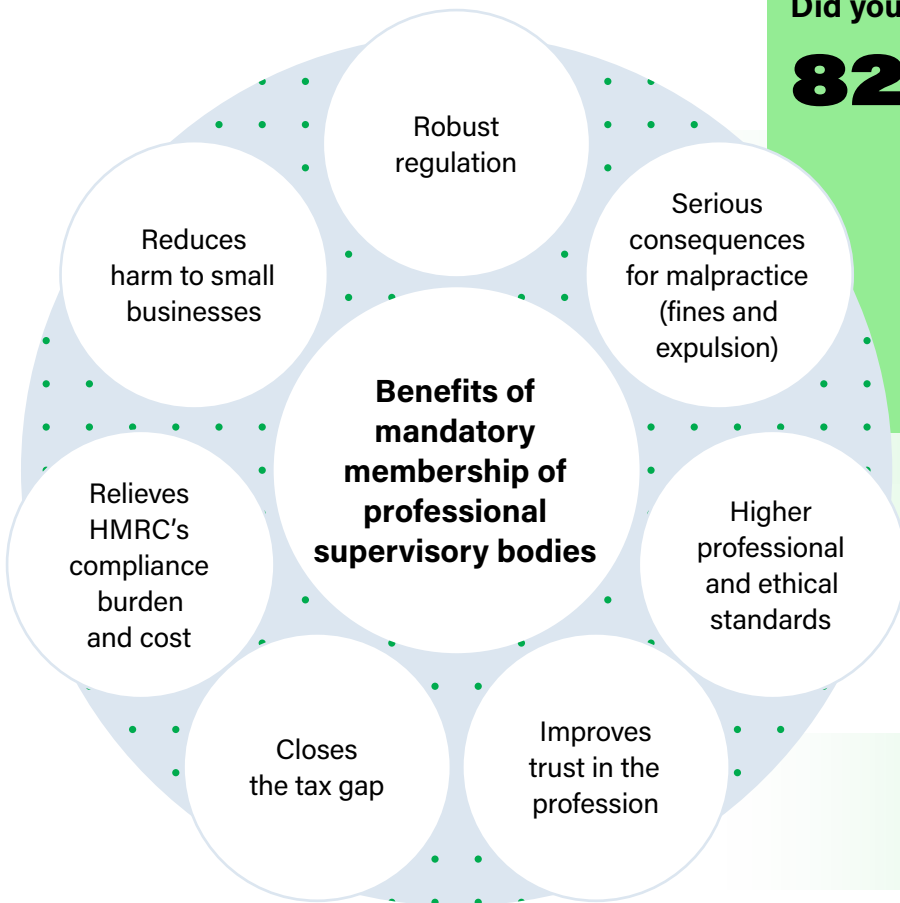 Did you
82
Robust
regulation
Serious
consequences
for malpractice
(fines and
expulsion)
Reduces
harm to small
businesses
Benefits of
mandatory
membership of
professional
supervisory bodies
Higher
professional
and ethical
standards
Relieves
HMRC's
compliance
burden
and cost
Improves
trust in the
profession
Closes
the tax gap